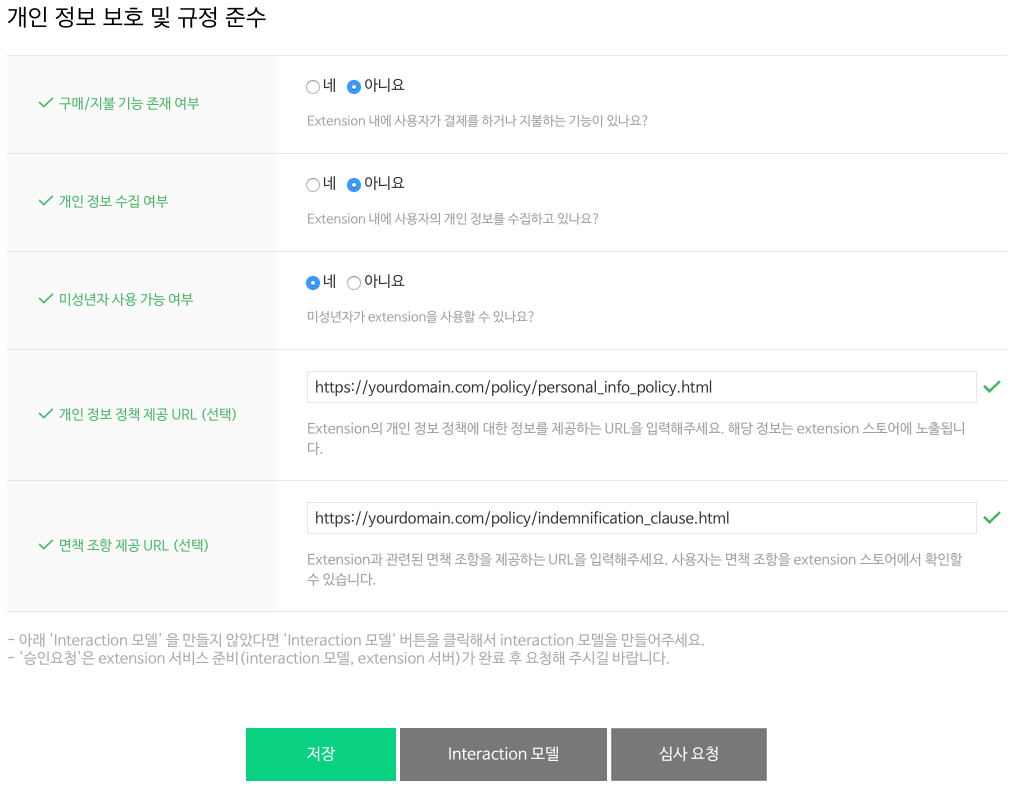 개인 정보 보호 및 규정 준수
구매/지불 기능 존재 여부
네 아니요
Extension 내에 사용자가 결제를 하거나 지불하는 기능이 있나요?
개인 정보 수집 여부
네 아니요
Extension 내에 사용자의 개인 정보를 수집하고 있나요?
미성년자 사용 가능 여부
네 아니요
미성년자가 extension을 사용할 수 있나요?
개인 정보 정책 제공 URL (선택)
https://yourdomain.com/policy/personal_info_policy.html
Extension의 개인 정보 정책에 대한 정보를 제공하는 URL을 입력해주세요. 해당 정보는 extension 스토어에 노출됩니
다.
면책 조항 제공 URL (선택)
https://yourdomain.com/policy/indemnification_clause.html
Extension과 관련된 면책 조항을 제공하는 URL을 입력해주세요. 사용자는 면책 조항을 extension 스토어에서 확인할
수 있습니다.
- 아래 'Interaction 모델' 을 만들지 않았다면 'Interaction 모델' 버튼을 클릭해서 interaction 모델을 만들어주세요.
- '승인요청'은 extension 서비스 준비(interaction 모델, extension 서버)가 완료 후 요청해 주시길 바랍니다.
저장 Interaction 모델 심사 요청